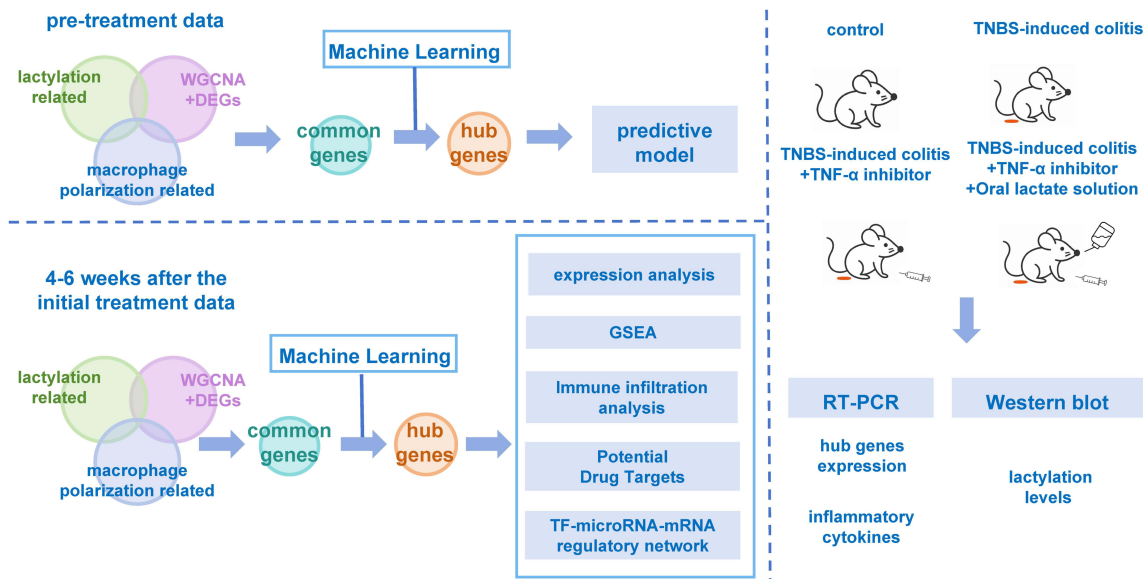 pre-treatment data
lactylation
related
WGCNA
+DEGs
macrophage
polarization related
common
genes
Machine Learning
hub
genes
predictive
model
4-6 weeks after the
initial treatment data
lactylation
related
WGCNA
+DEGs
macrophage
polarization related
common
genes
Machine Learning
hub
genes
expression analysis
GSEA
Immune infiltration
analysis
Potential
Drug Targets
TF-microRNA-mRNA
regulatory network
control
TNBS-induced colitis
TNBS-induced colitis
+TNF-α inhibitor
TNBS-induced colitis
+TNF-α inhibitor
+Oral lactate solution
RT-PCR
hub genes
expression
inflammatory
cytokines
Western blot
lactylation
levels